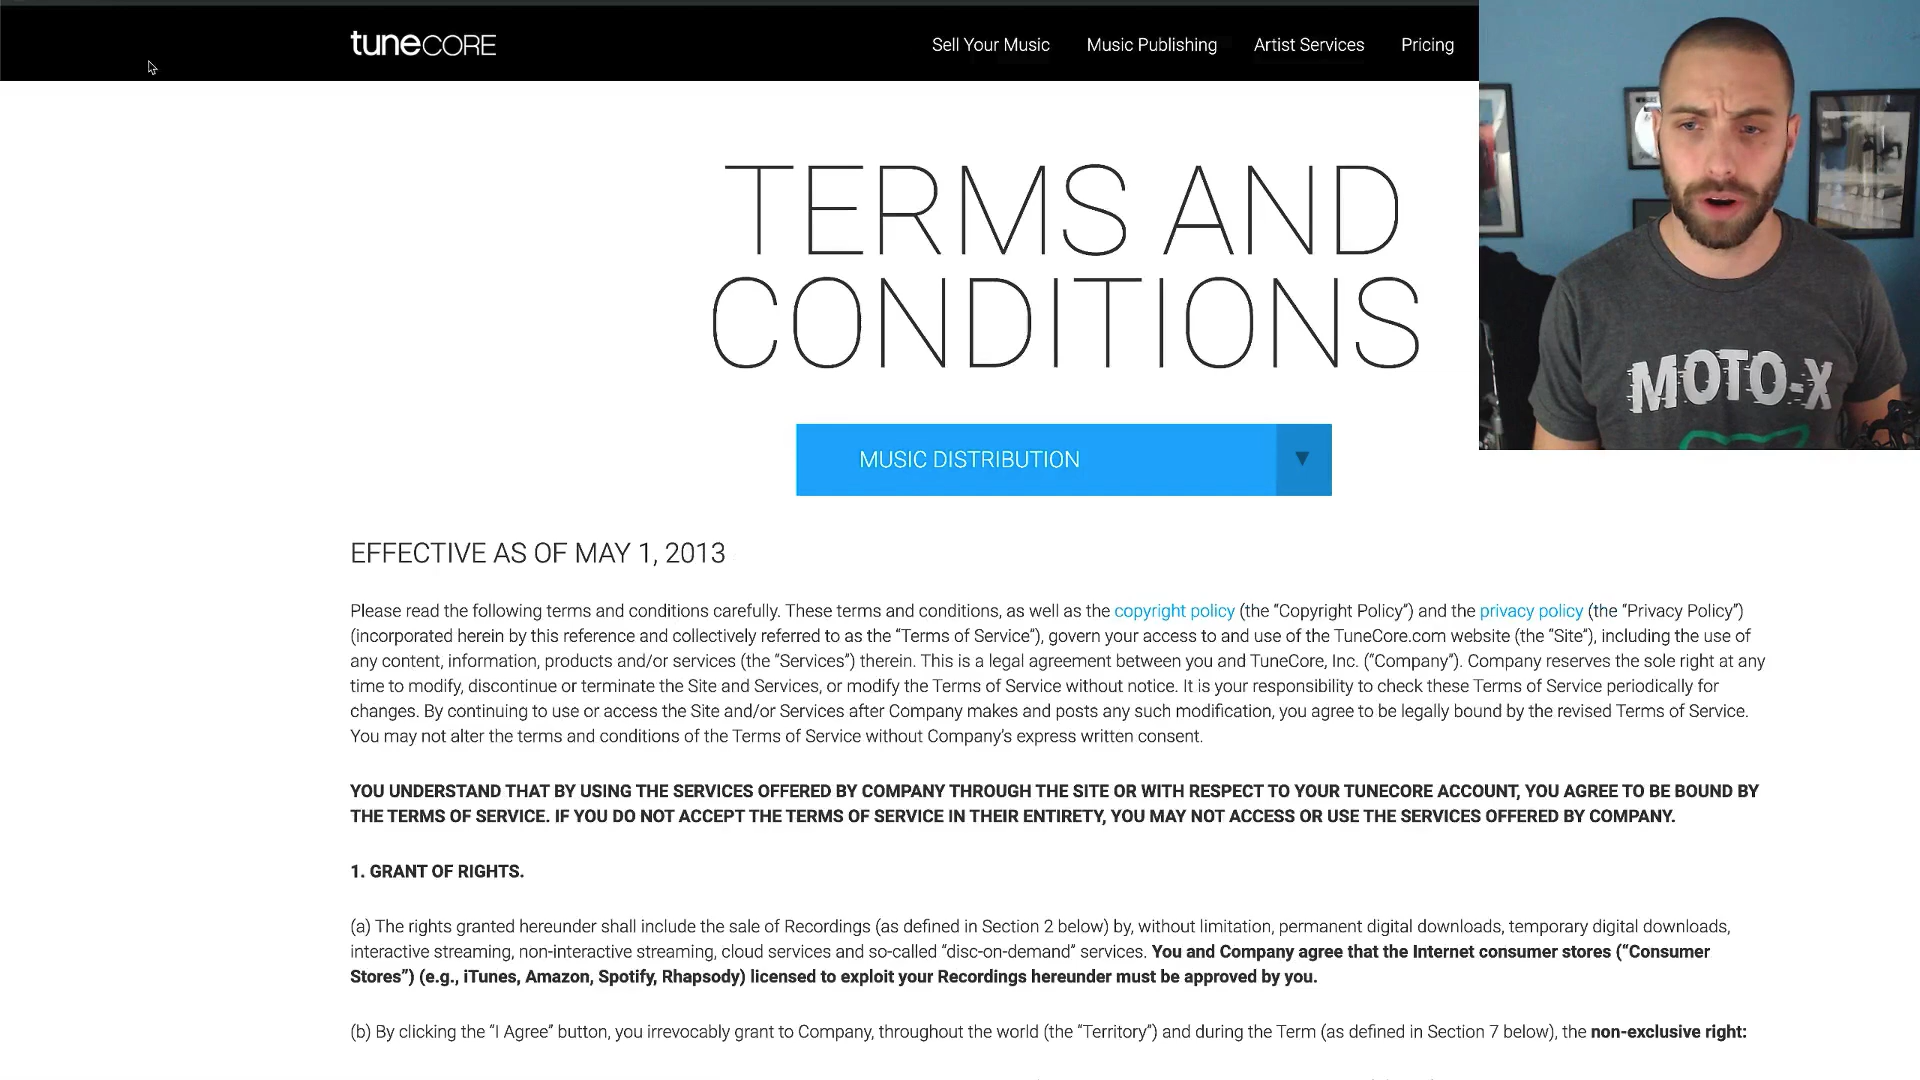 tuneCORE
Sell Your Music
Music Publishing
Artist Services
Pricing
TERMS AND
CONDITIONS
MOTO-X
MUSIC DISTRIBUTION
EFFECTIVE AS OF MAY 1, 2013
Please read the following terms and conditions carefully. These terms and conditions, as well as the copyright policy (the “Copyright Policy”) and the privacy policy (the “Privacy Policy”)
(incorporated herein by this reference and collectively referred to as the “Terms of Service”), govern your access to and use of the TuneCore.com website (the “Site”), including the use of
any content, information, products and/or services (the “Services”) therein. This is a legal agreement between you and TuneCore, Inc. (“Company”). Company reserves the sole right at any
time to modify, discontinue or terminate the Site and Services, or modify the Terms of Service without notice. It is your responsibility to check these Terms of Service periodically for
changes. By continuing to use or access the Site and/or Services after Company makes and posts any such modification, you agree to be legally bound by the revised Terms of Service.
You may not alter the terms and conditions of the Terms of Service without Company’s express written consent.
YOU UNDERSTAND THAT BY USING THE SERVICES OFFERED BY COMPANY THROUGH THE SITE OR WITH RESPECT TO YOUR TUNECORE ACCOUNT, YOU AGREE TO BE BOUND BY
THE TERMS OF SERVICE. IF YOU DO NOT ACCEPT THE TERMS OF SERVICE IN THEIR ENTIRETY, YOU MAY NOT ACCESS OR USE THE SERVICES OFFERED BY COMPANY.
1. GRANT OF RIGHTS.
(a) The rights granted hereunder shall include the sale of Recordings (as defined in Section 2 below) by, without limitation, permanent digital downloads, temporary digital downloads,
interactive streaming, non-interactive streaming, cloud services and so-called “disc-on-demand” services. You and Company agree that the Internet consumer stores (“Consumer
Stores”) (e.g., iTunes, Amazon, Spotify, Rhapsody) licensed to exploit your Recordings hereunder must be approved by you.
(b) By clicking the “I Agree” button, you irrevocably grant to Company, throughout the world (the “Territory”) and during the Term (as defined in Section 7 below), the non-exclusive right: